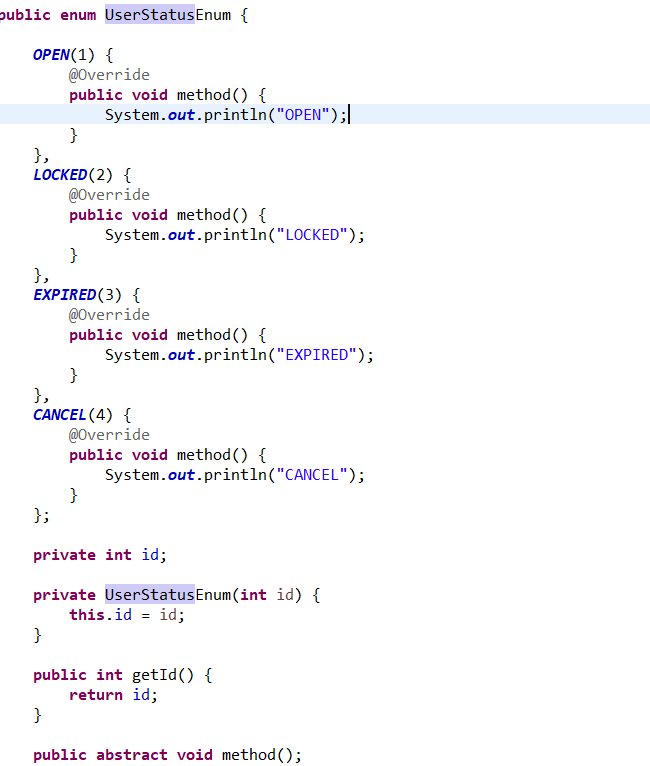 public enum UserStatusEnum {
OPEN(1) {
@Override
public void method() {
System.out.println("OPEN");
}
},
LOCKED(2) {
@Override
public void method() {
System.out.println("LOCKED");
}
},
EXPIRED(3) {
@Override
public void method() {
System.out.println("EXPIRED");
}
},
CANCEL(4) {
@Override
public void method() {
System.out.println("CANCEL");
}
};
private int id;
private UserStatusEnum(int id) {
this.id = id;
}
public int getId() {
return id;
}
public abstract void method();